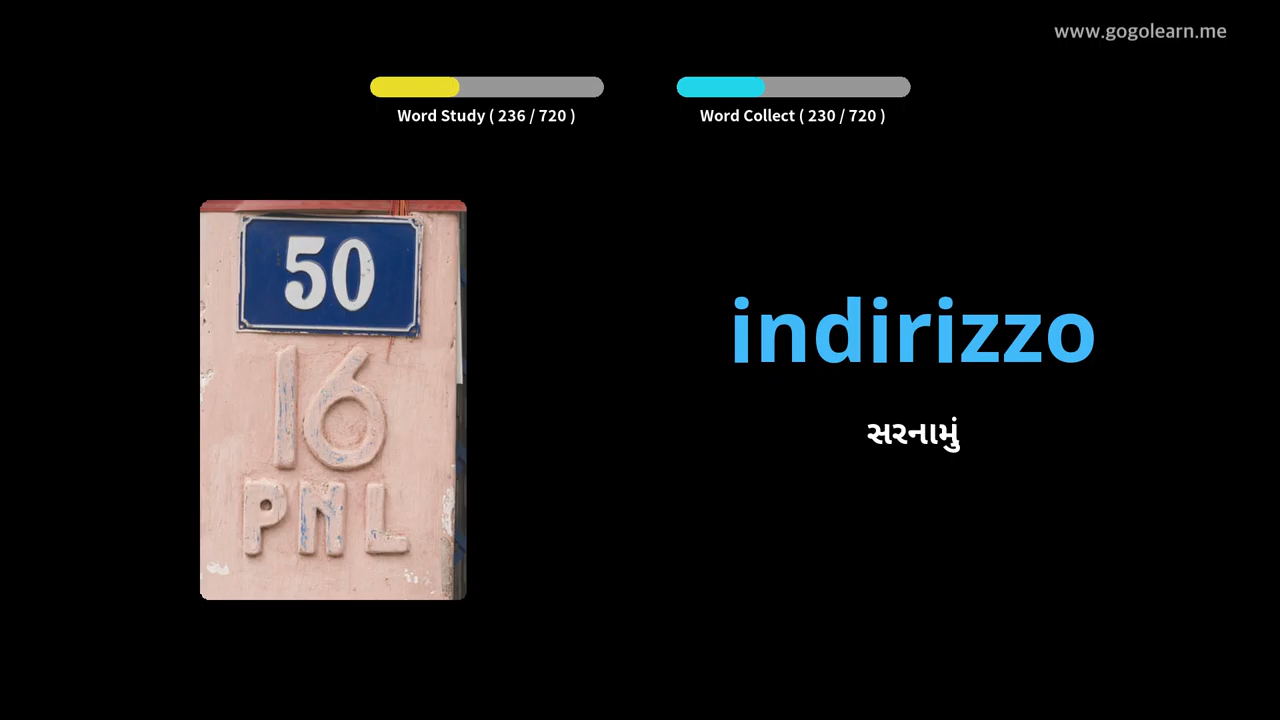 www.gogolearn.me
Word Study ( 236 / 720 )
Word Collect ( 230 / 720 )
50
16
PNL
indirizzo
સરનામું